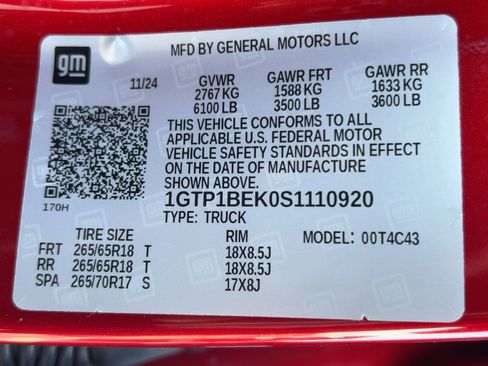 gm
MFD BY GENERAL MOTORS LLC
11/24 GVWR GAWR FRT GAWR RR
2767 KG 1588 KG 1633 KG
6100 LB 3500 LB 3600 LB
THIS VEHICLE CONFORMS TO ALL
APPLICABLE U.S. FEDERAL MOTOR
VEHICLE SAFETY STANDARDS IN EFFECT
ON THE DATE OF MANUFACTURE
SHOWN ABOVE.
170H
1GTP1BEK0S1110920
TYPE: TRUCK
TIRE SIZE RIM MODEL: 00T4C43
FRT 265/65R18 T 18X8.5J
RR 265/65R18 T 18X8.5J
SPA 265/70R17 S 17X8J